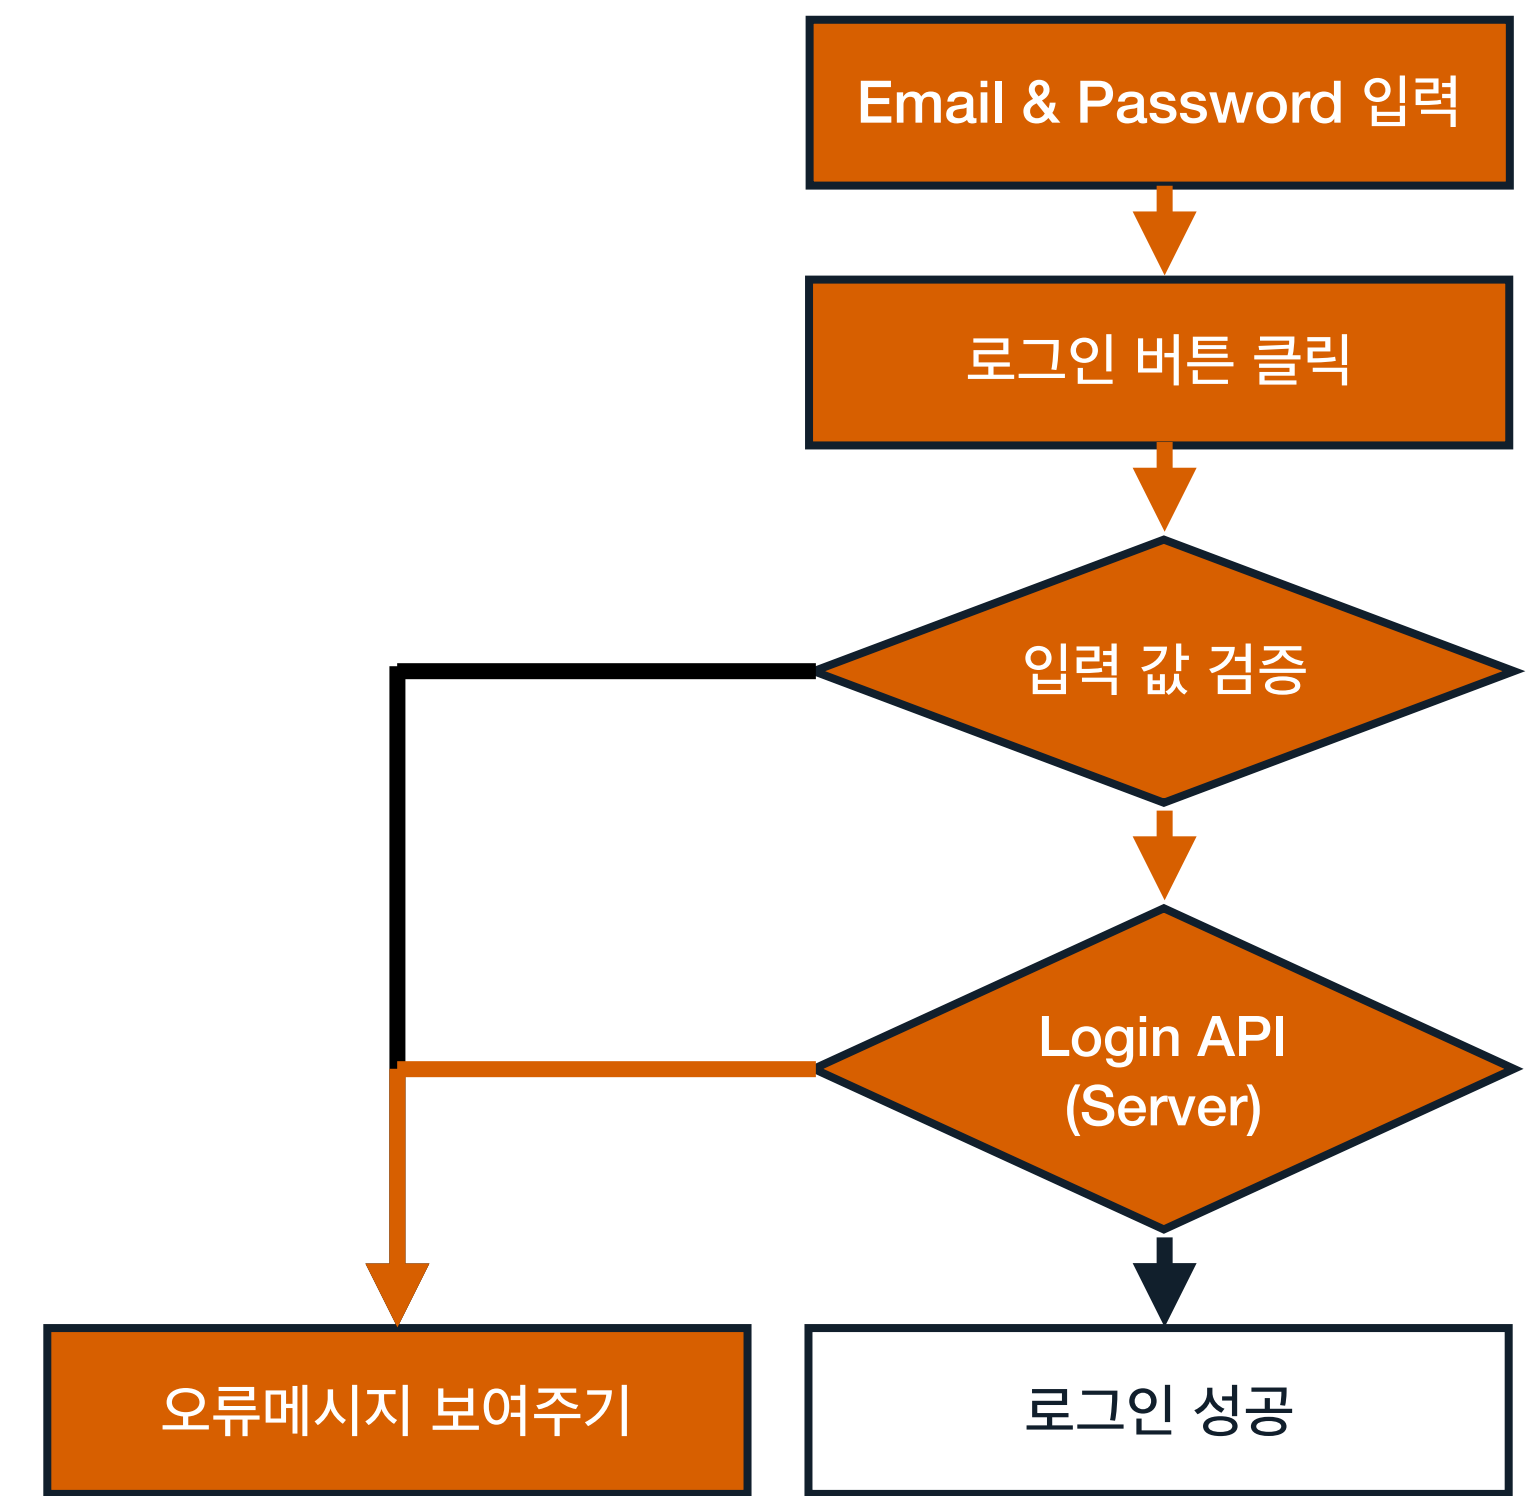 Email & Password 입력
로그인 버튼 클릭
입력 값 검증
Login API
(Server)
오류메시지 보여주기
로그인 성공